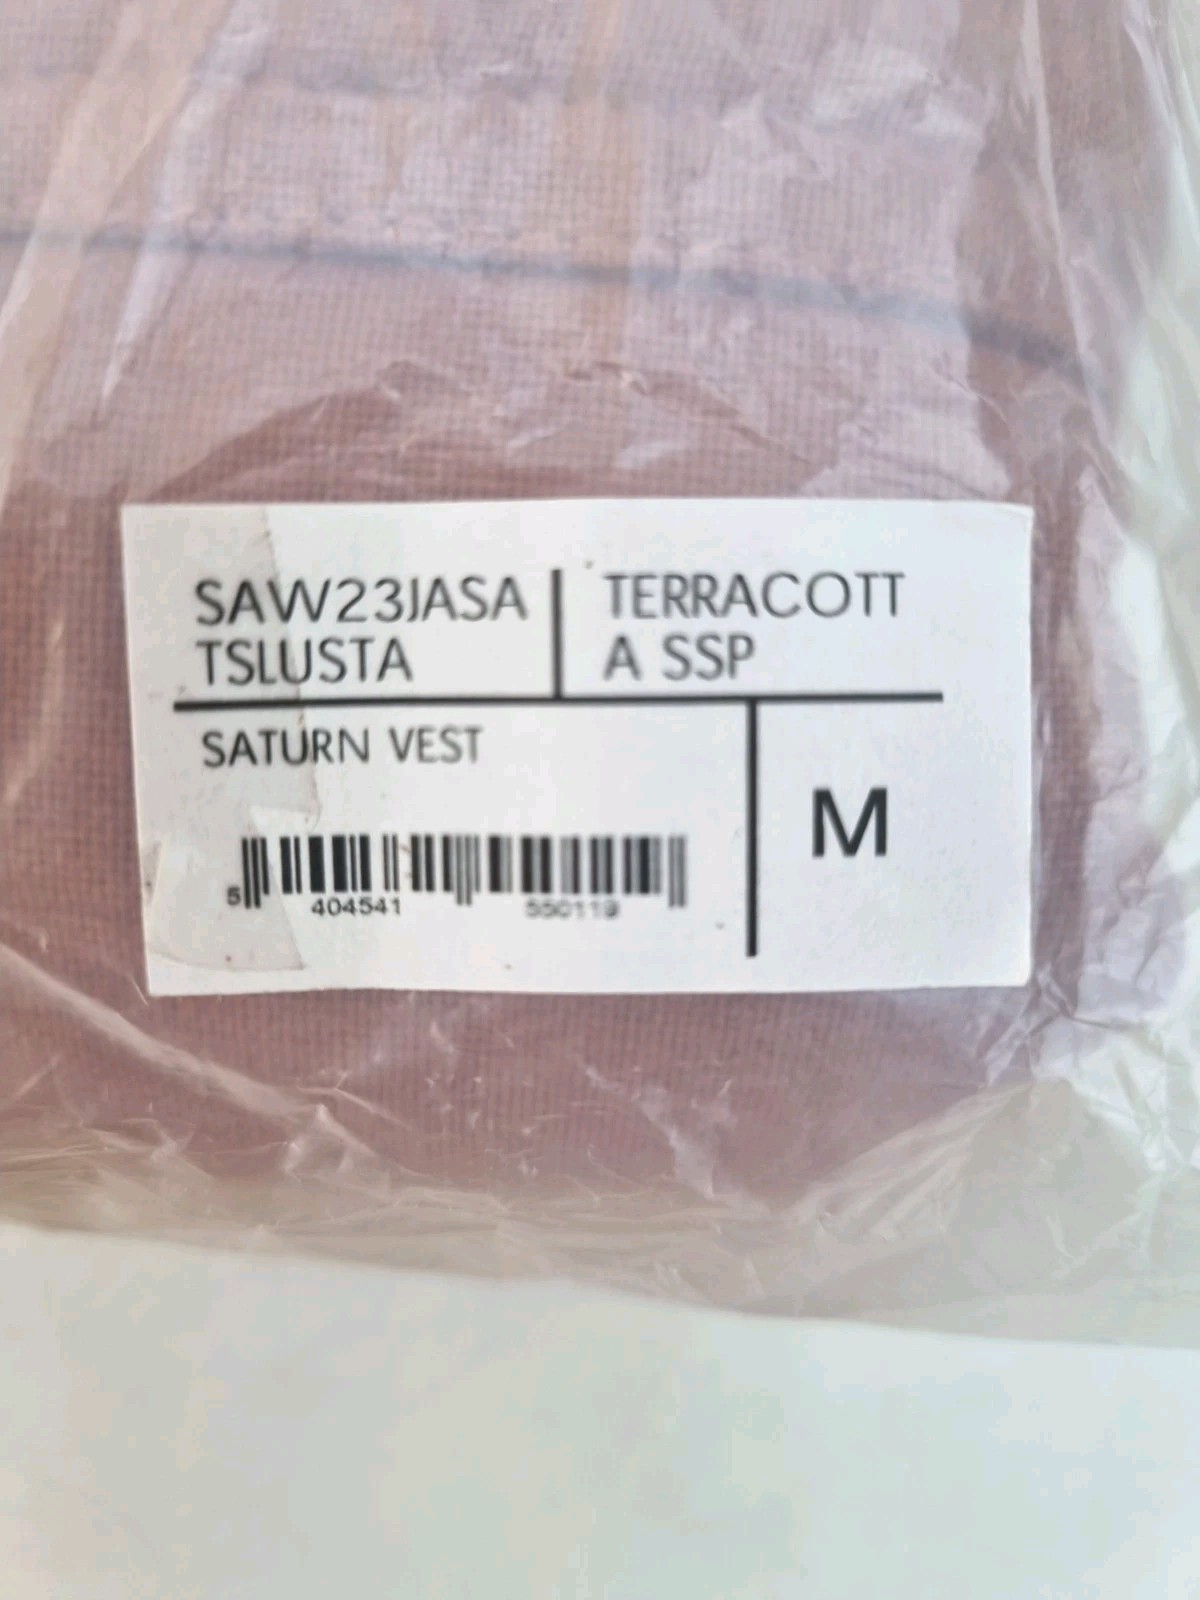 SAW23JASA
TSLUSTA
TERRACOTT
A SSP
SATURN VEST
M
5 404541 550119